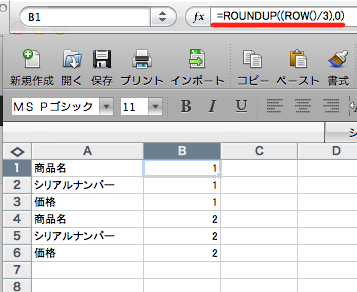 B1 fx =ROUNDUP((ROW()/3),0)
新規作成 開く 保存 プリント インポート コピー ペースト 書式
MS Pゴシック 11 B I U
A B C D
1 商品名 1
2 シリアルナンバー 1
3 価格 1
4 商品名 2
5 シリアルナンバー 2
6 価格 2
7
8